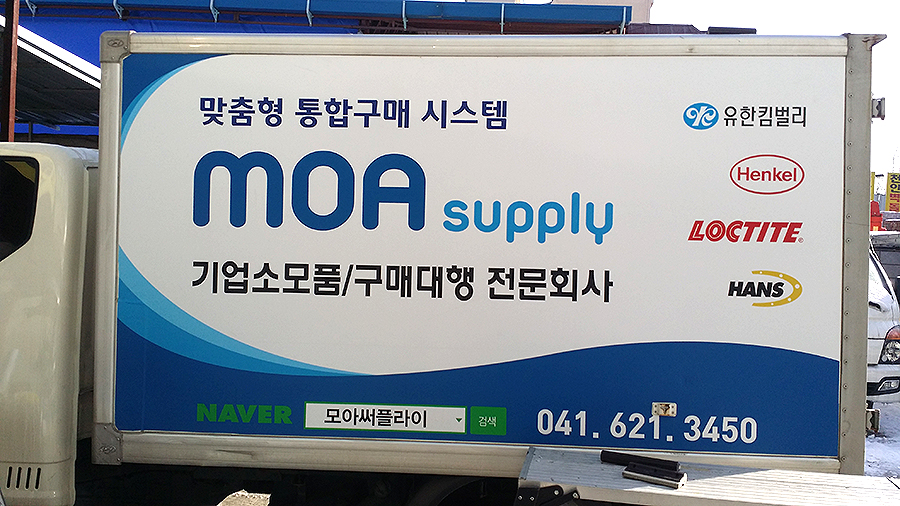 맞춤형 통합구매 시스템
MOA supply
기업소모품/구매대행 전문회사
유한킴벌리
Henkel
LOCTITE
HANS
NAVER 모아써플라이 검색
041. 621. 3450